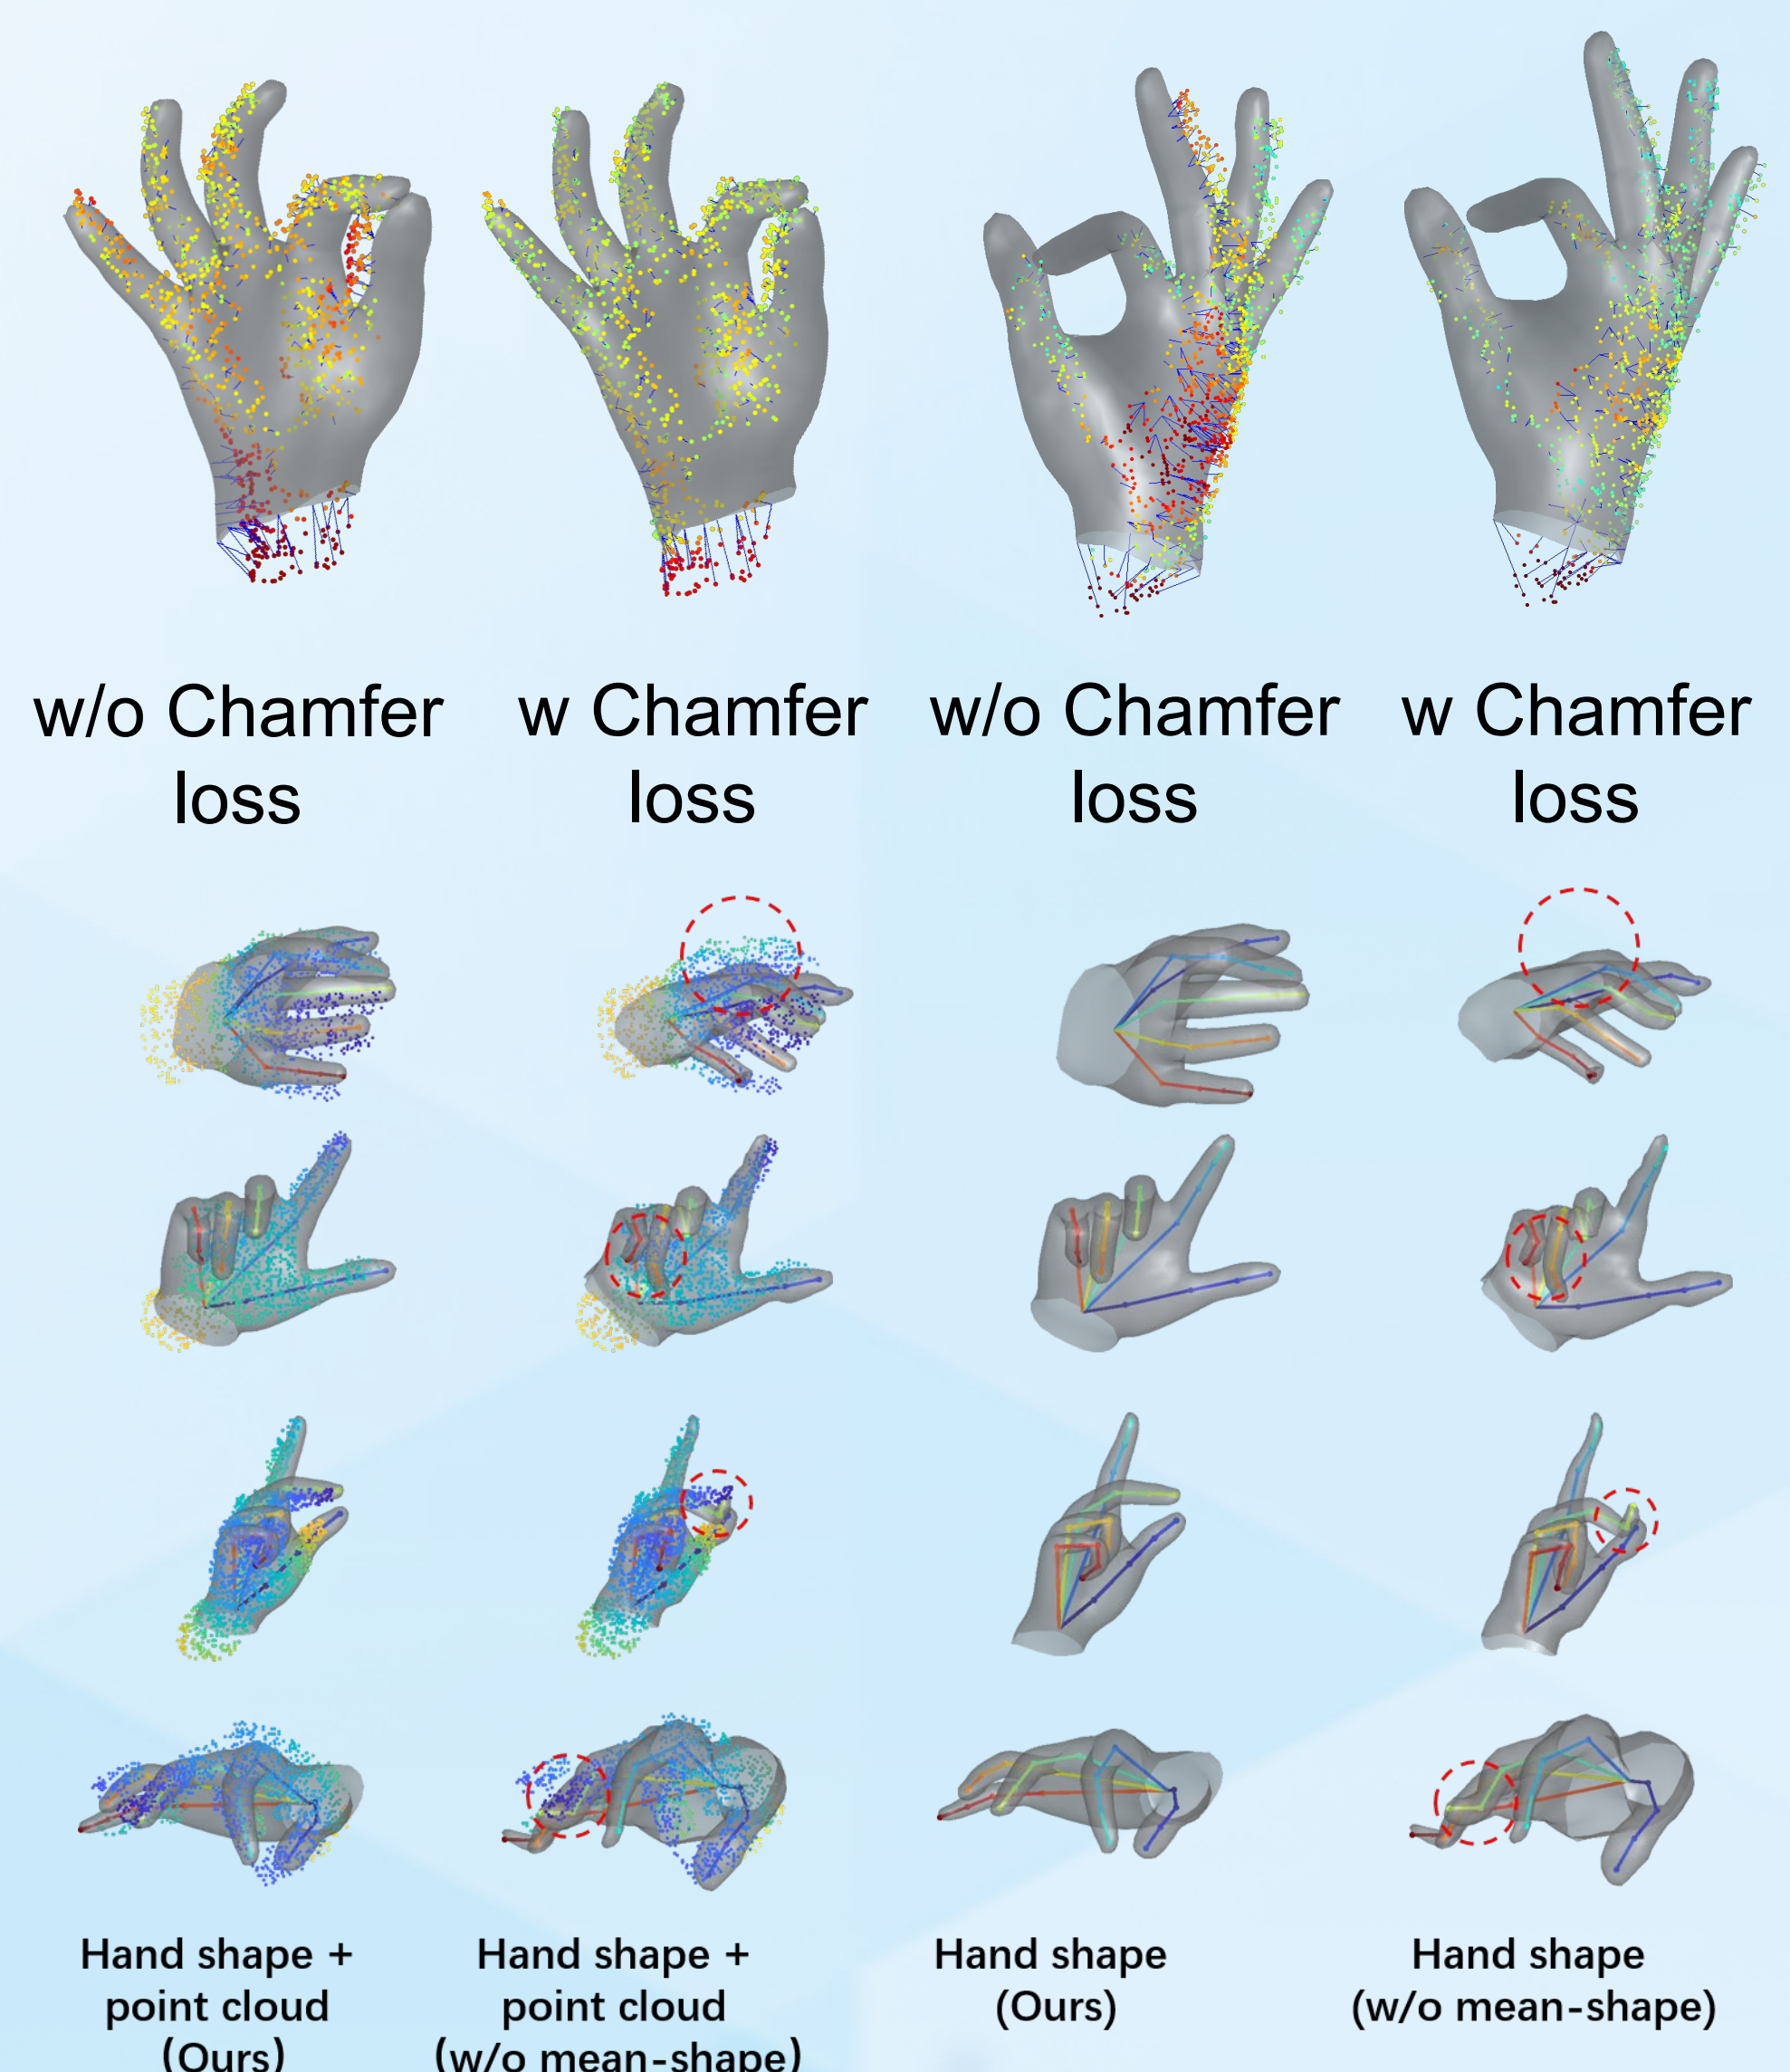 w/o Chamfer
loss
w Chamfer
loss
w/o Chamfer
loss
w Chamfer
loss
Hand shape +
point cloud
(Ours)
Hand shape +
point cloud
(w/o mean-shape)
Hand shape
(Ours)
Hand shape
(w/o mean-shape)